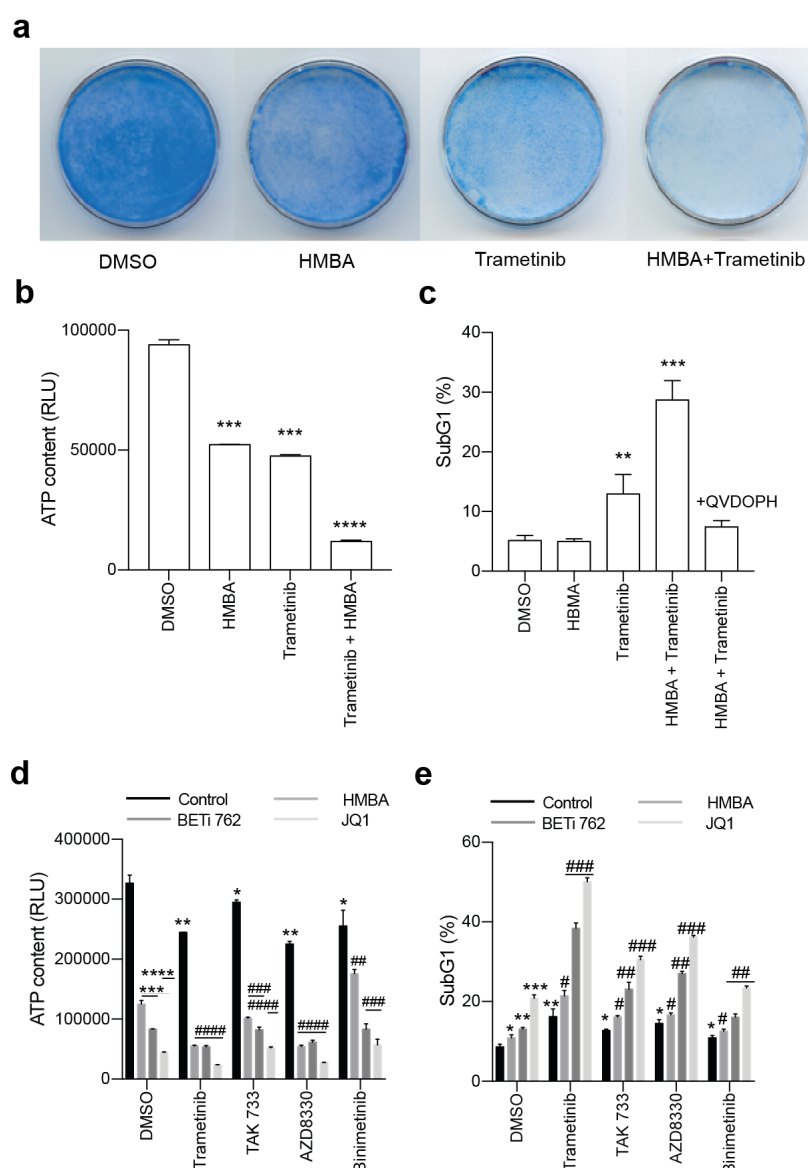 a
DMSO
HMBA
Trametinib
HMBA+Trametinib
b
ATP content (RLU)
100000
50000
0
***
***
****
DMSO
HMBA
Trametinib
Trametinib + HMBA
c
SubG1 (%)
40
30
20
10
0
**
***
+QVDOPH
DMSO
HBMA
Trametinib
HMBA + Trametinib
HMBA + Trametinib
d
Control
HMBA
BETi 762
JQ1
ATP content (RLU)
400000
300000
200000
100000
0
****
***
**
####
*
###
####
**
####
*
##
###
DMSO
Trametinib
TAK 733
AZD8330
Binimetinib
e
Control
HMBA
BETi 762
JQ1
SubG1 (%)
60
40
20
0
*
**
***
**
#
###
*
#
##
###
*
#
##
###
*
#
##
DMSO
Trametinib
TAK 733
AZD8330
Binimetinib